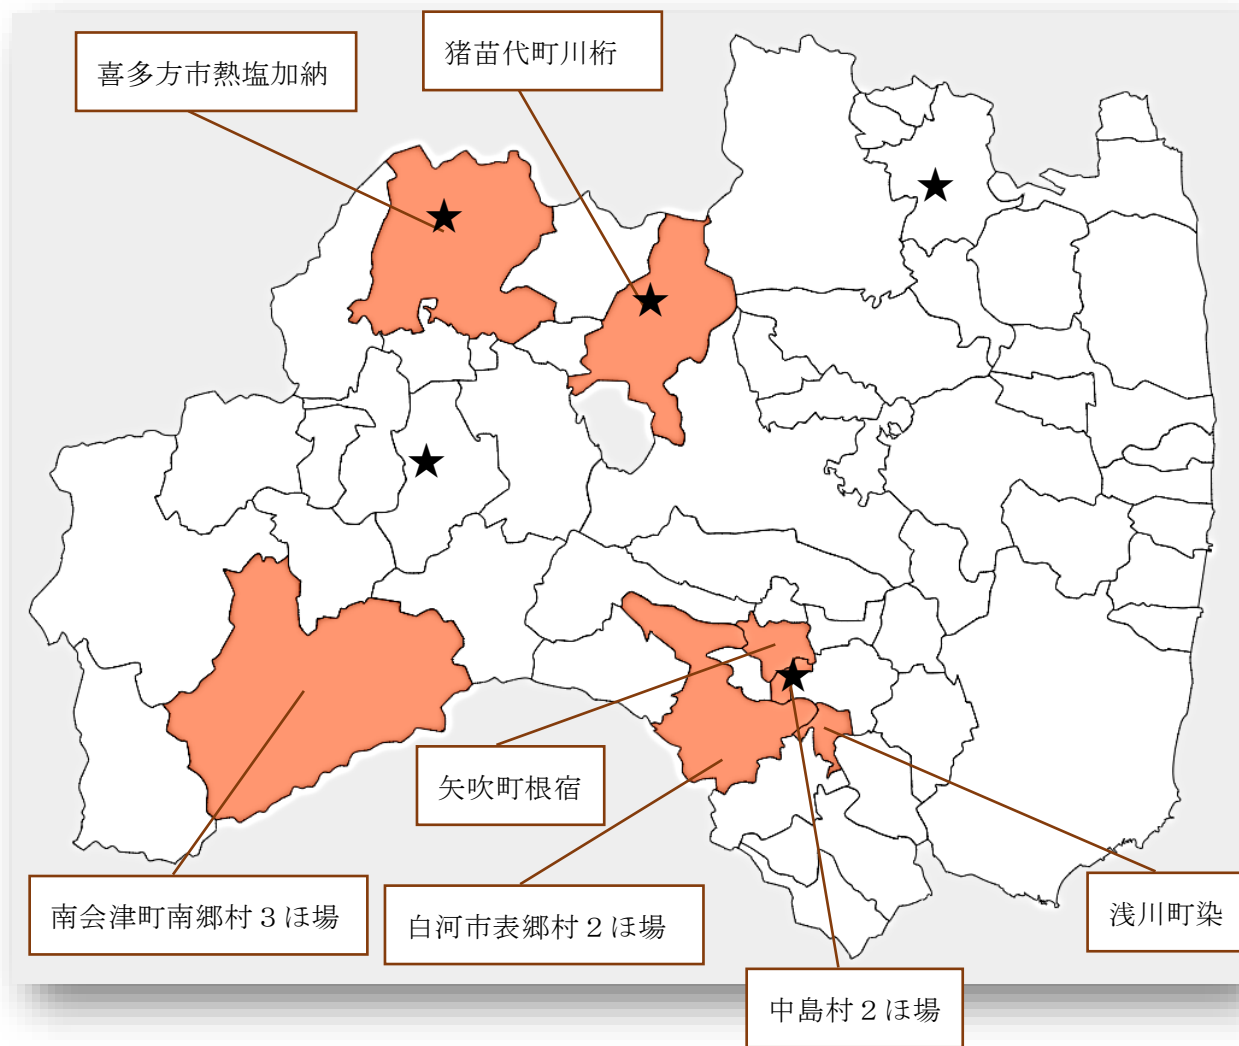 猪苗代町川桁
喜多方市熱塩加納
矢吹町根宿
南会津町南郷村３ほ場
白河市表郷村２ほ場
浅川町染
中島村２ほ場